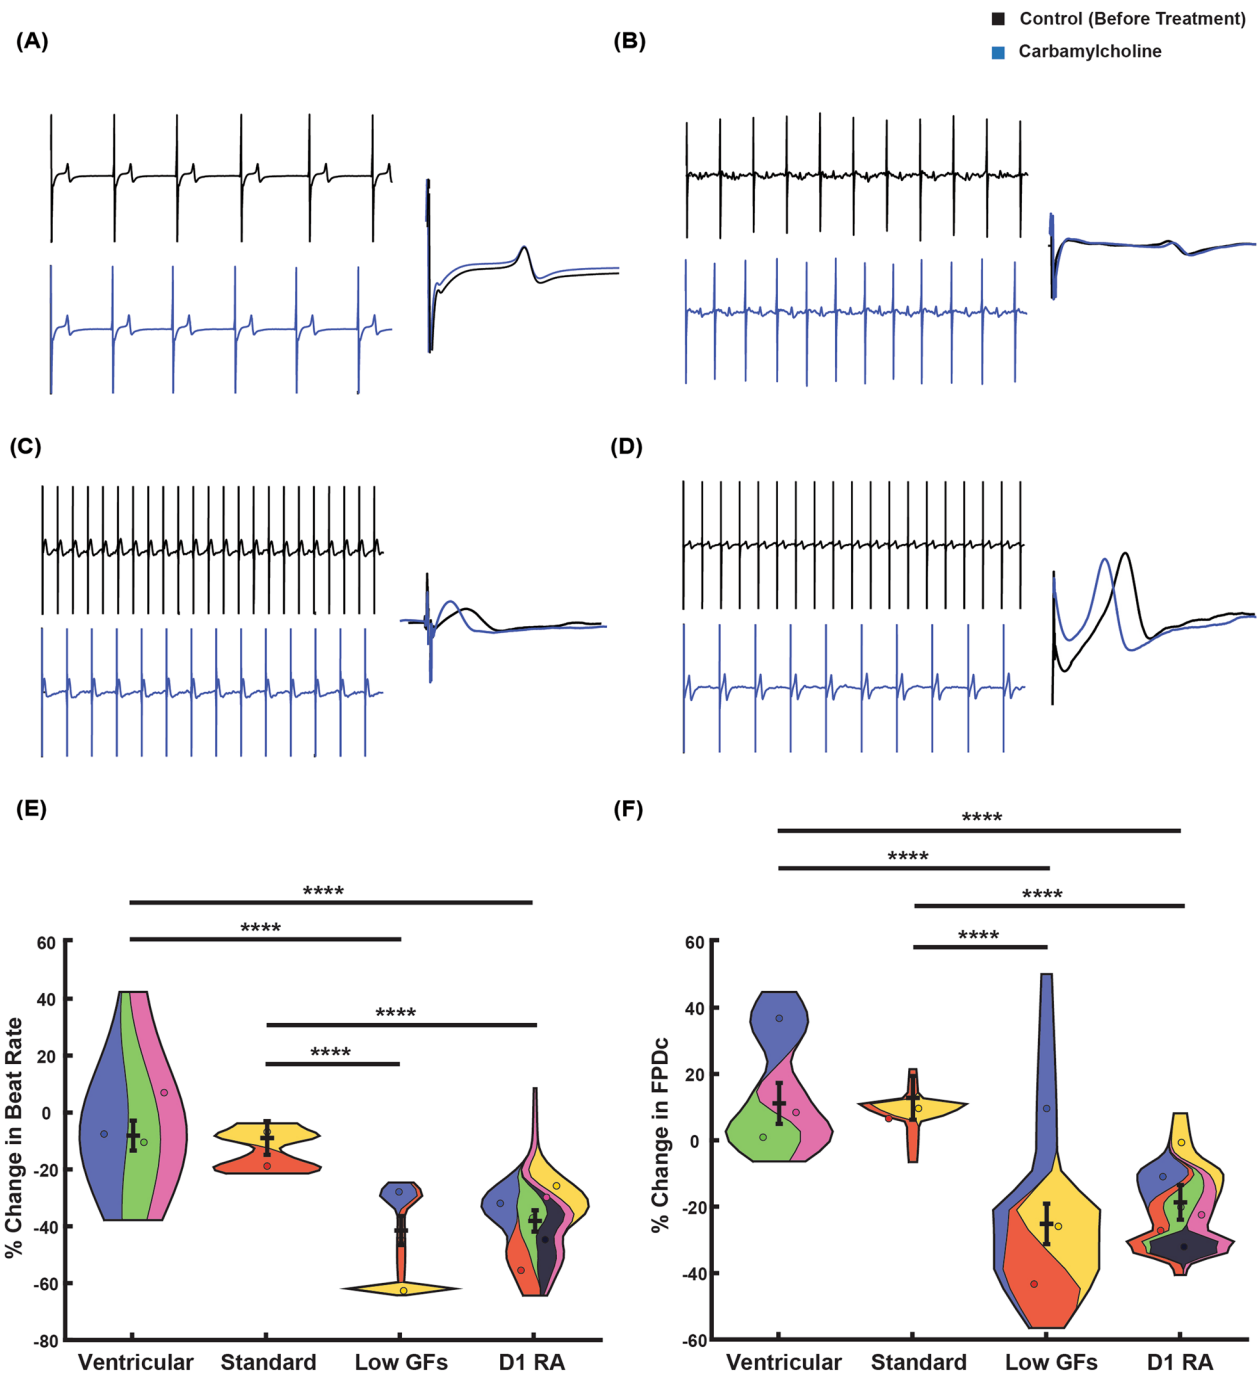 Control (Before Treatment)
Carbamylcholine
(A)
(B)
(C)
(D)
(E)
****
****
****
****
% Change in Beat Rate
60
40
20
0
-20
-40
-60
-80
Ventricular
Standard
Low GFs
D1 RA
(F)
****
****
****
****
% Change in FPDc
60
40
20
0
-20
-40
-60
Ventricular
Standard
Low GFs
D1 RA